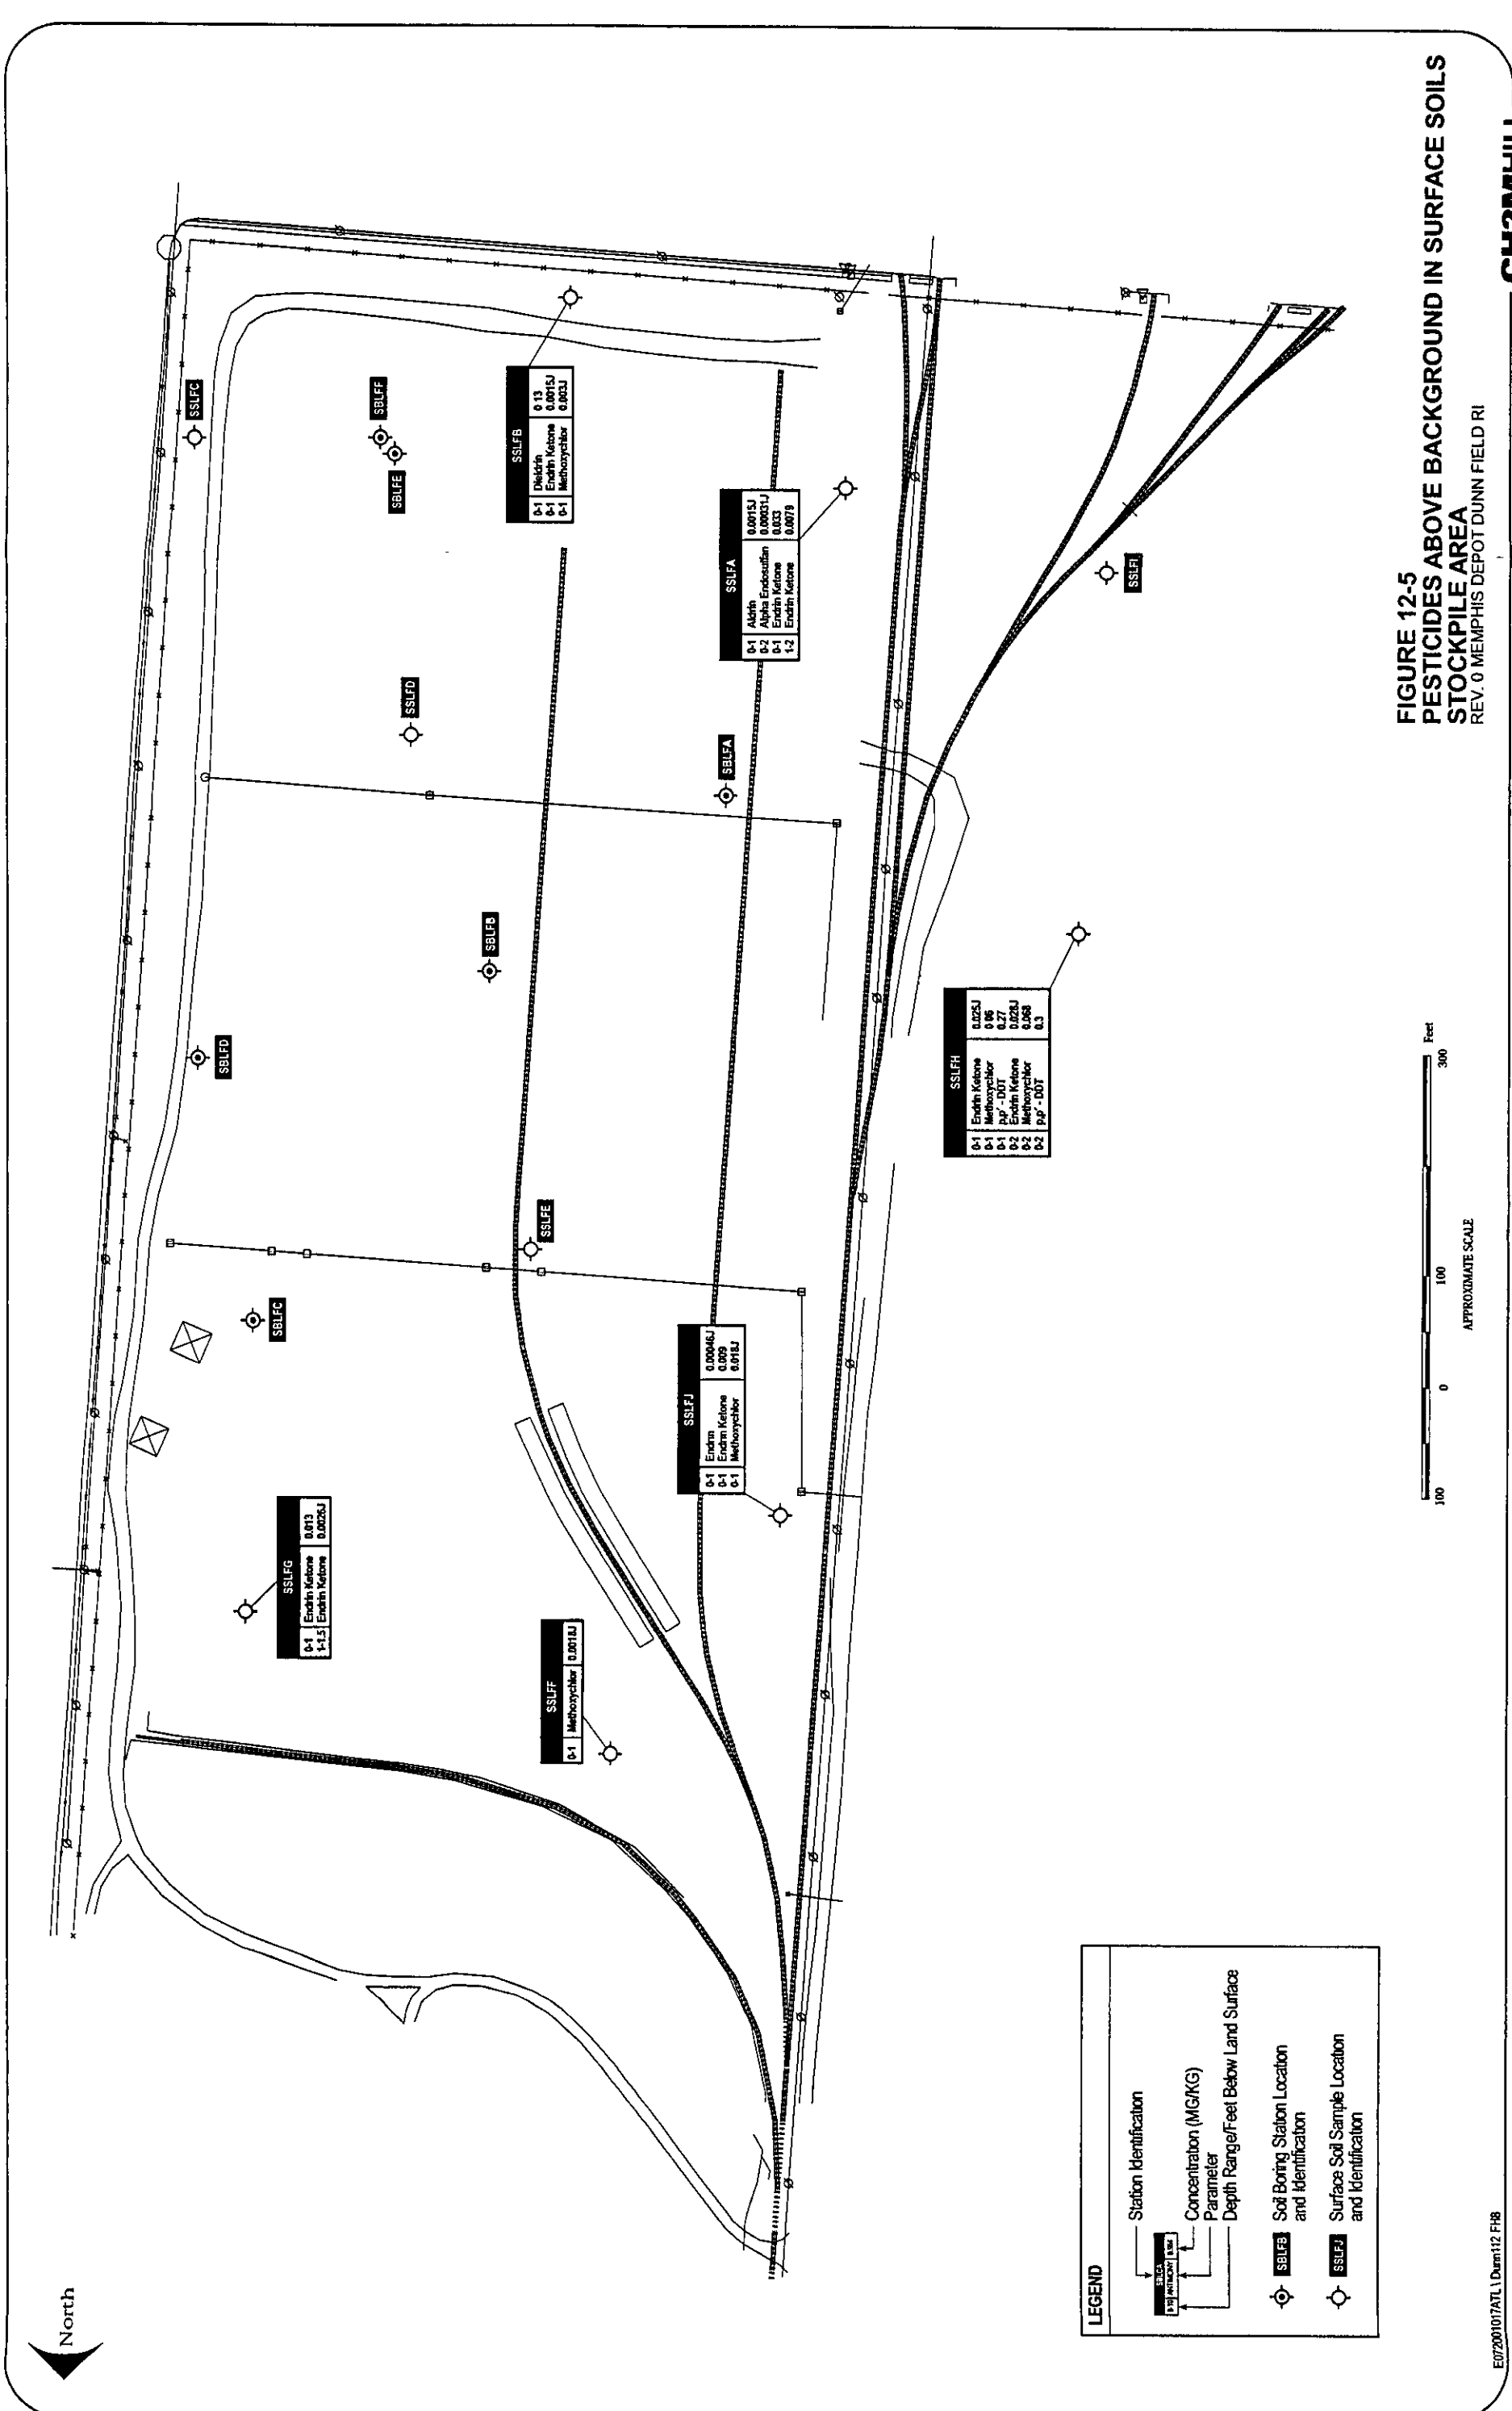 North
SSLFC
SBLFF
SBLFE
SSLFB
0-1 Dieldrin 0 13
0-1 Endrin Ketone 0.0015J
0-1 Methoxychlor 0.003J
SSLFD
SSLFA
0-1 Aldrin 0.0015J
0-2 Alpha Endosulfan 0.00031J
0-1 Endrin Ketone 0.033
1-2 Endrin Ketone 0.0079
SBLFA
SSLFI
SBLFB
SBLFD
SSLFH
0-1 Endrin Ketone 0.025J
0-1 Methoxychlor 0 06
0-1 p,p' - DDT 0.27
0-2 Endrin Ketone 0.028J
0-2 Methoxychlor 0.068
0-2 p,p' - DDT 0.3
SSLFE
SBLFC
SSLFJ
0-1 Endrin 0.00046J
0-1 Endrin Ketone 0.009
0-1 Methoxychlor 0.018J
SSLFG
0-1 Endrin Ketone 0.013
1-1.5 Endrin Ketone 0.0026J
SSLFF
0-1 Methoxychlor 0.0018J
LEGEND
Station Identification
Concentration (MG/KG)
Parameter
Depth Range/Feet Below Land Surface
SBLFB Soil Boring Station Location
and Identification
SSLFJ Surface Soil Sample Location
and Identification
100 0 100 300 Feet
APPROXIMATE SCALE
FIGURE 12-5
PESTICIDES ABOVE BACKGROUND IN SURFACE SOILS
STOCKPILE AREA
REV. 0 MEMPHIS DEPOT DUNN FIELD RI
CH2MHILL
E072001017ATL \ Dunn112 FH8